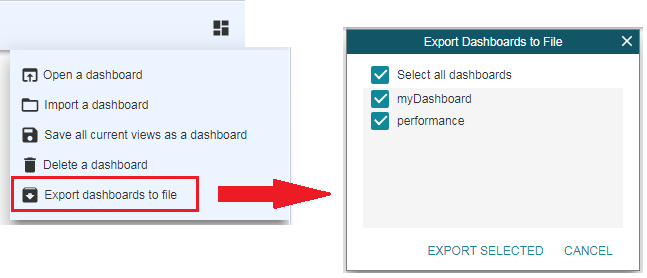 Open a dashboard
Import a dashboard
Save all current views as a dashboard
Delete a dashboard
Export dashboards to file
Export Dashboards to File
Select all dashboards
myDashboard
performance
EXPORT SELECTED CANCEL